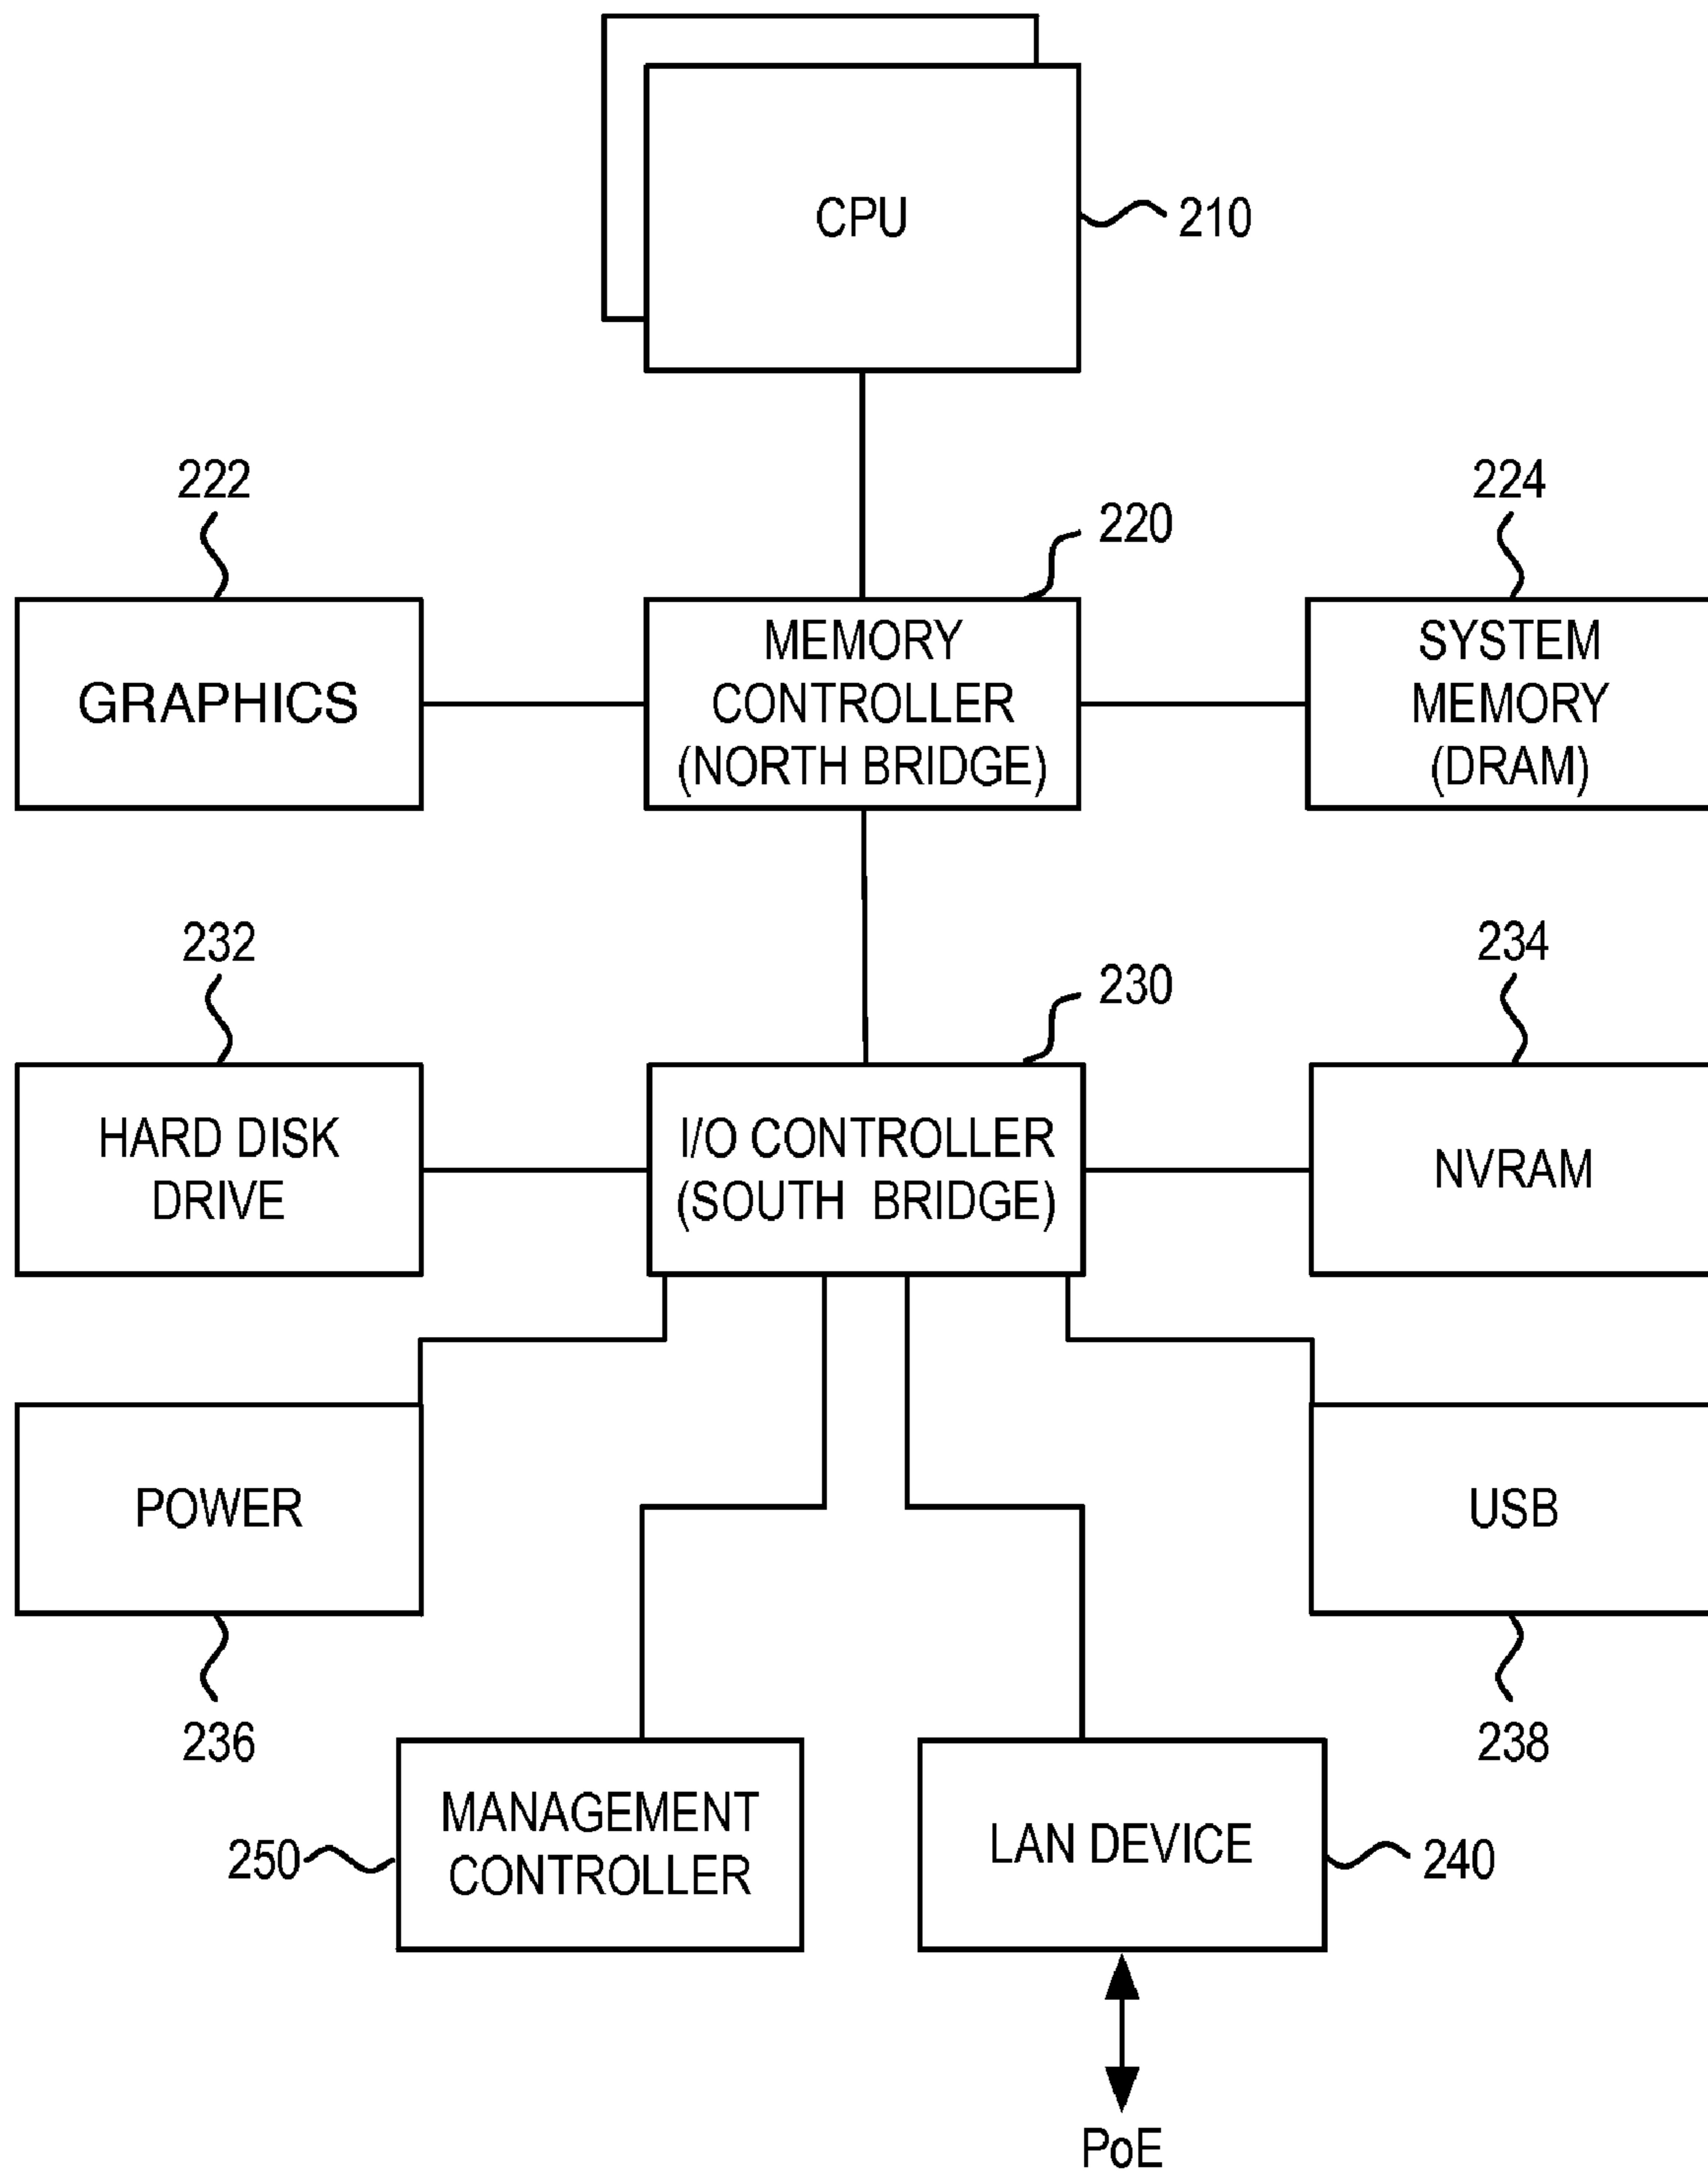 CPU
210
222
220
224
GRAPHICS
MEMORY
CONTROLLER
(NORTH BRIDGE)
SYSTEM
MEMORY
(DRAM)
232
230
234
HARD DISK
DRIVE
I/O CONTROLLER
(SOUTH BRIDGE)
NVRAM
POWER
USB
236
238
MANAGEMENT
CONTROLLER
250
LAN DEVICE
240
PoE